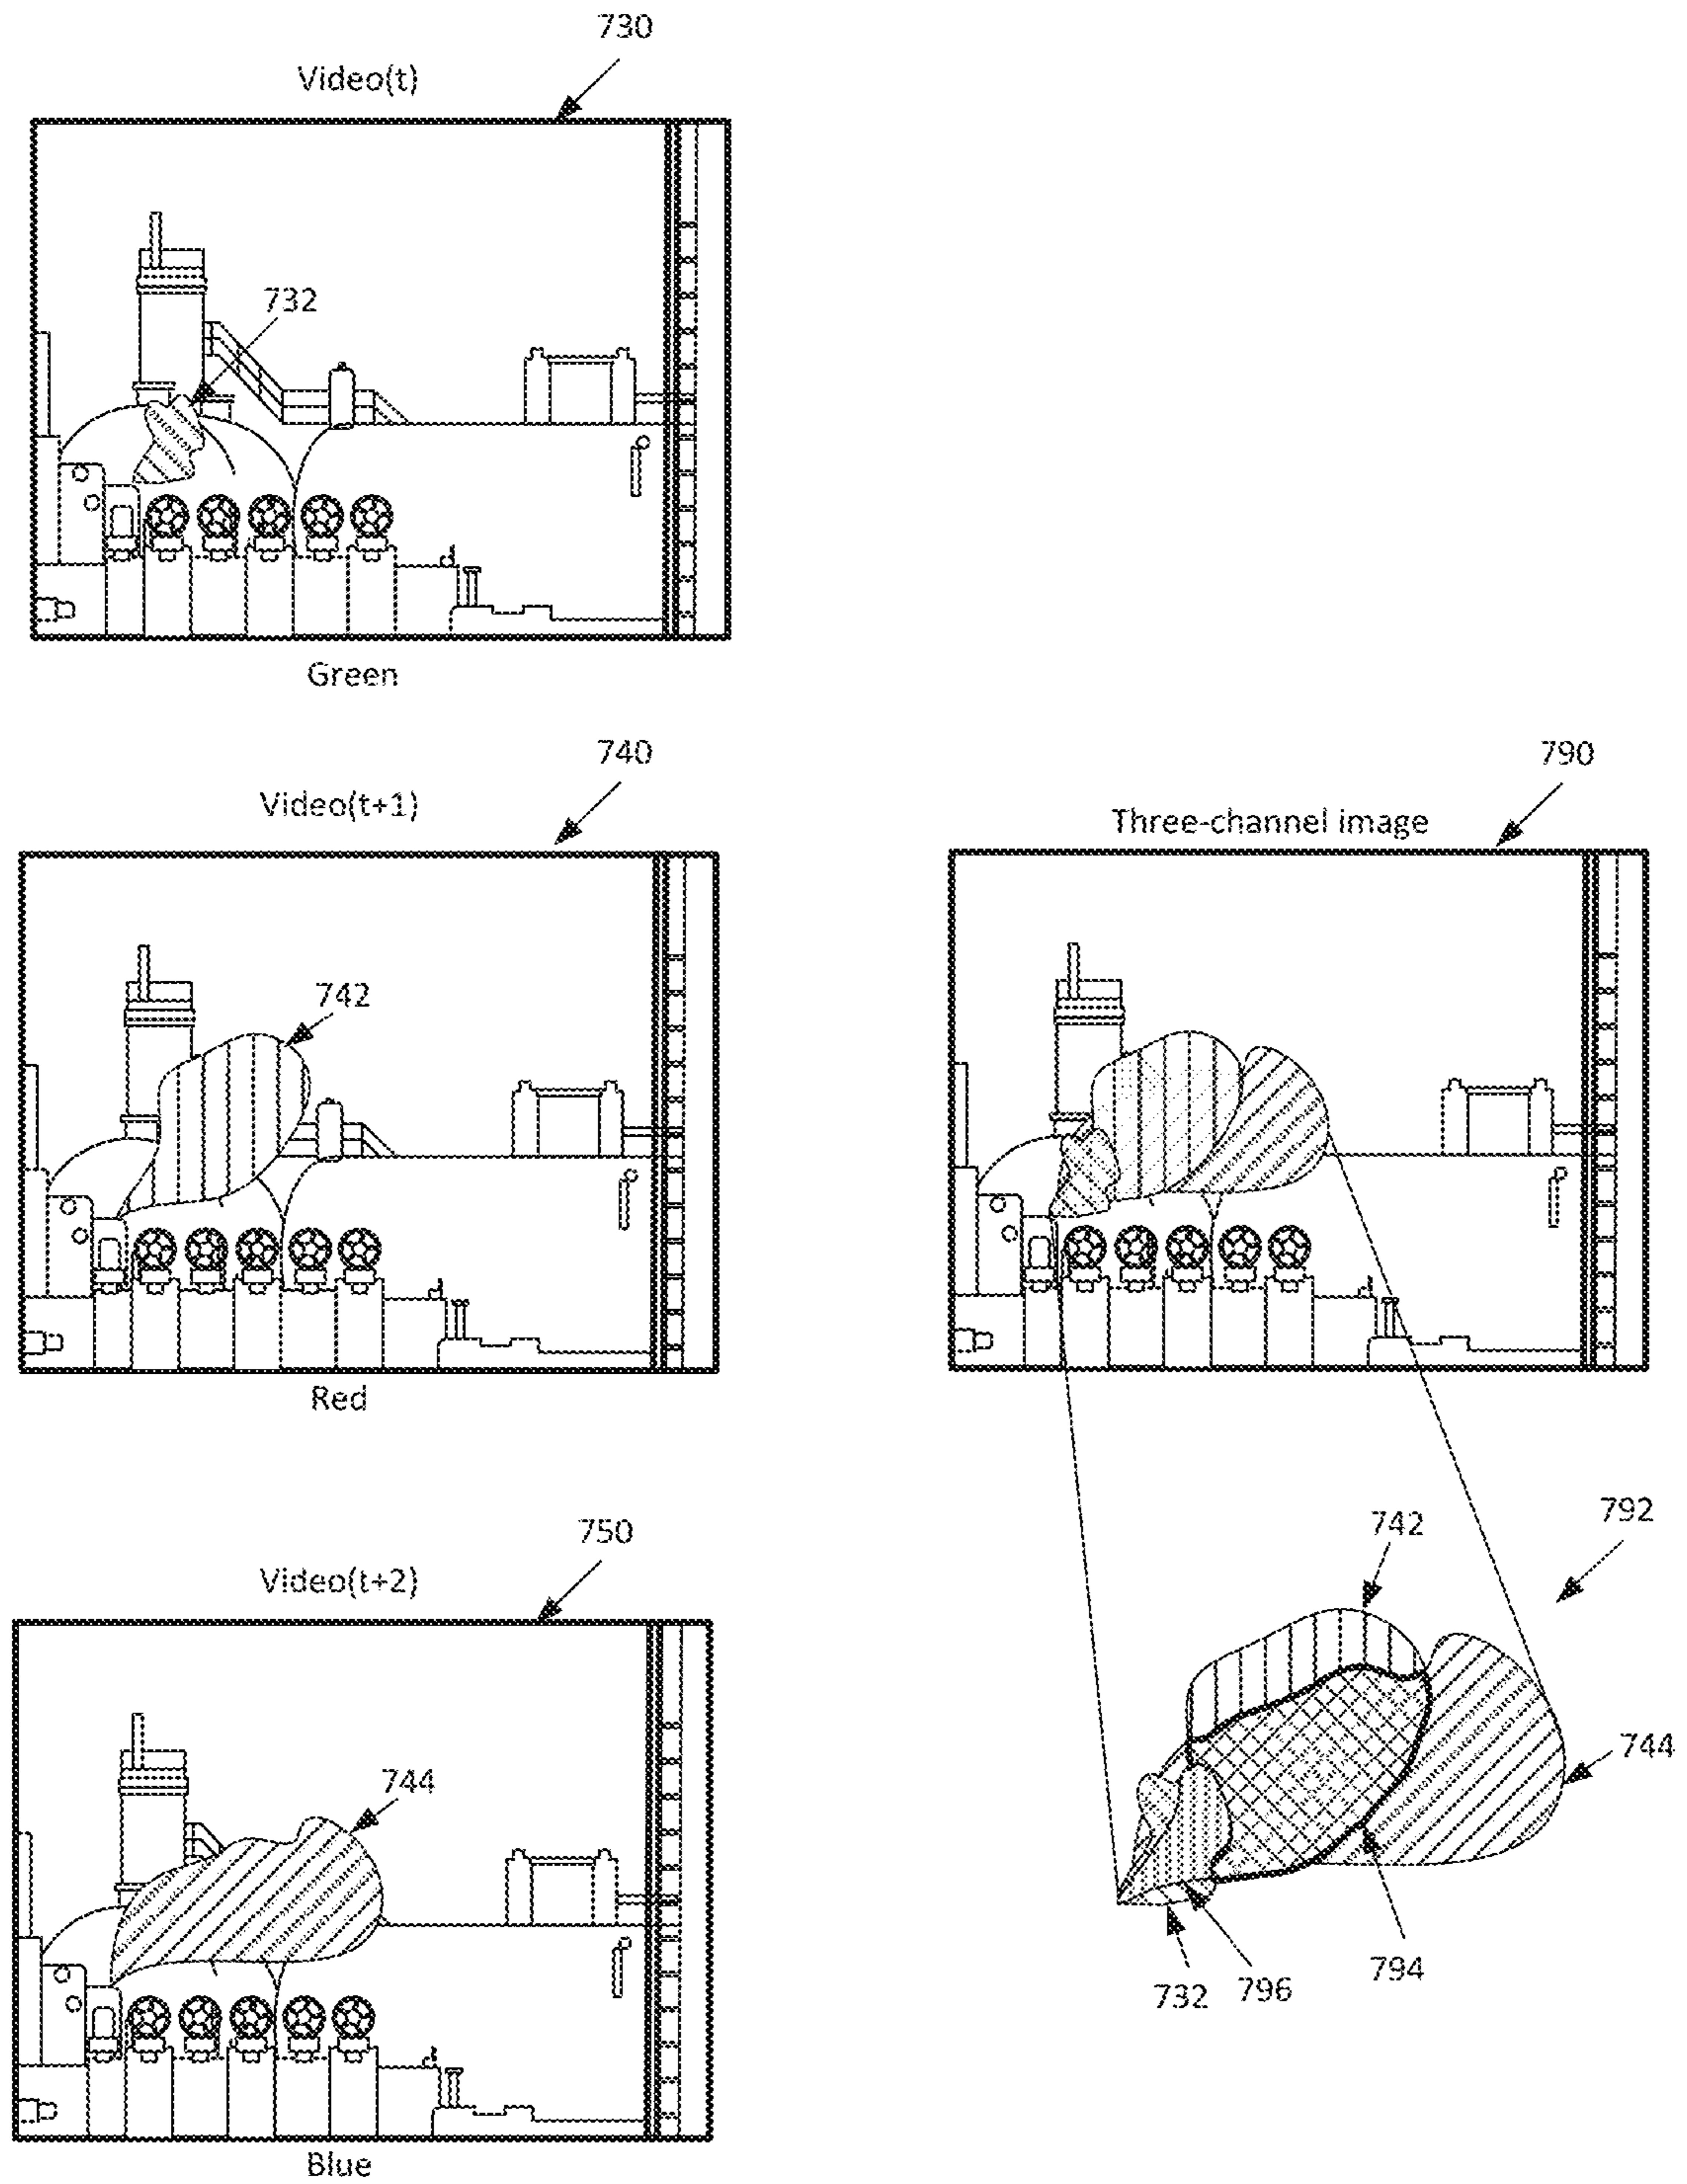 730
Video(t)
732
Green
740
Video(t+1)
742
Red
790
Three-channel image
750
Video(t+2)
744
Blue
792
742
744
794
796
732